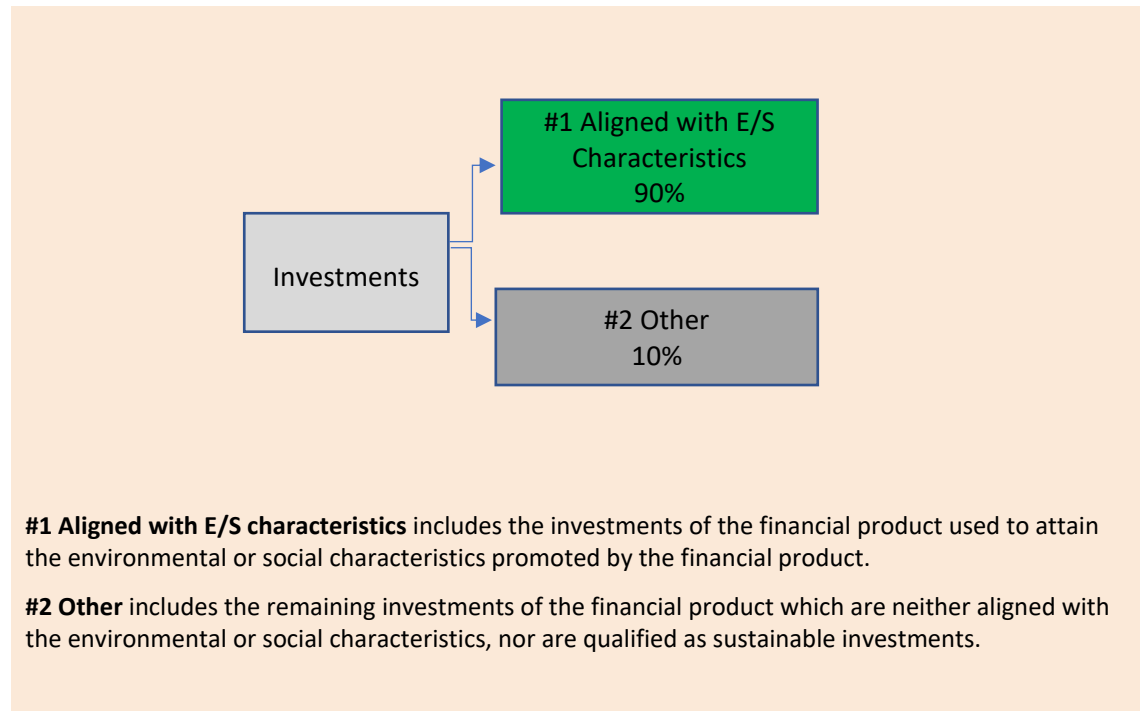 #1 Aligned with E/S
Characteristics
90%
Investments
#2 Other
10%
#1 Aligned with E/S characteristics includes the investments of the financial product used to attain
the environmental or social characteristics promoted by the financial product.
#2 Other includes the remaining investments of the financial product which are neither aligned with
the environmental or social characteristics, nor are qualified as sustainable investments.